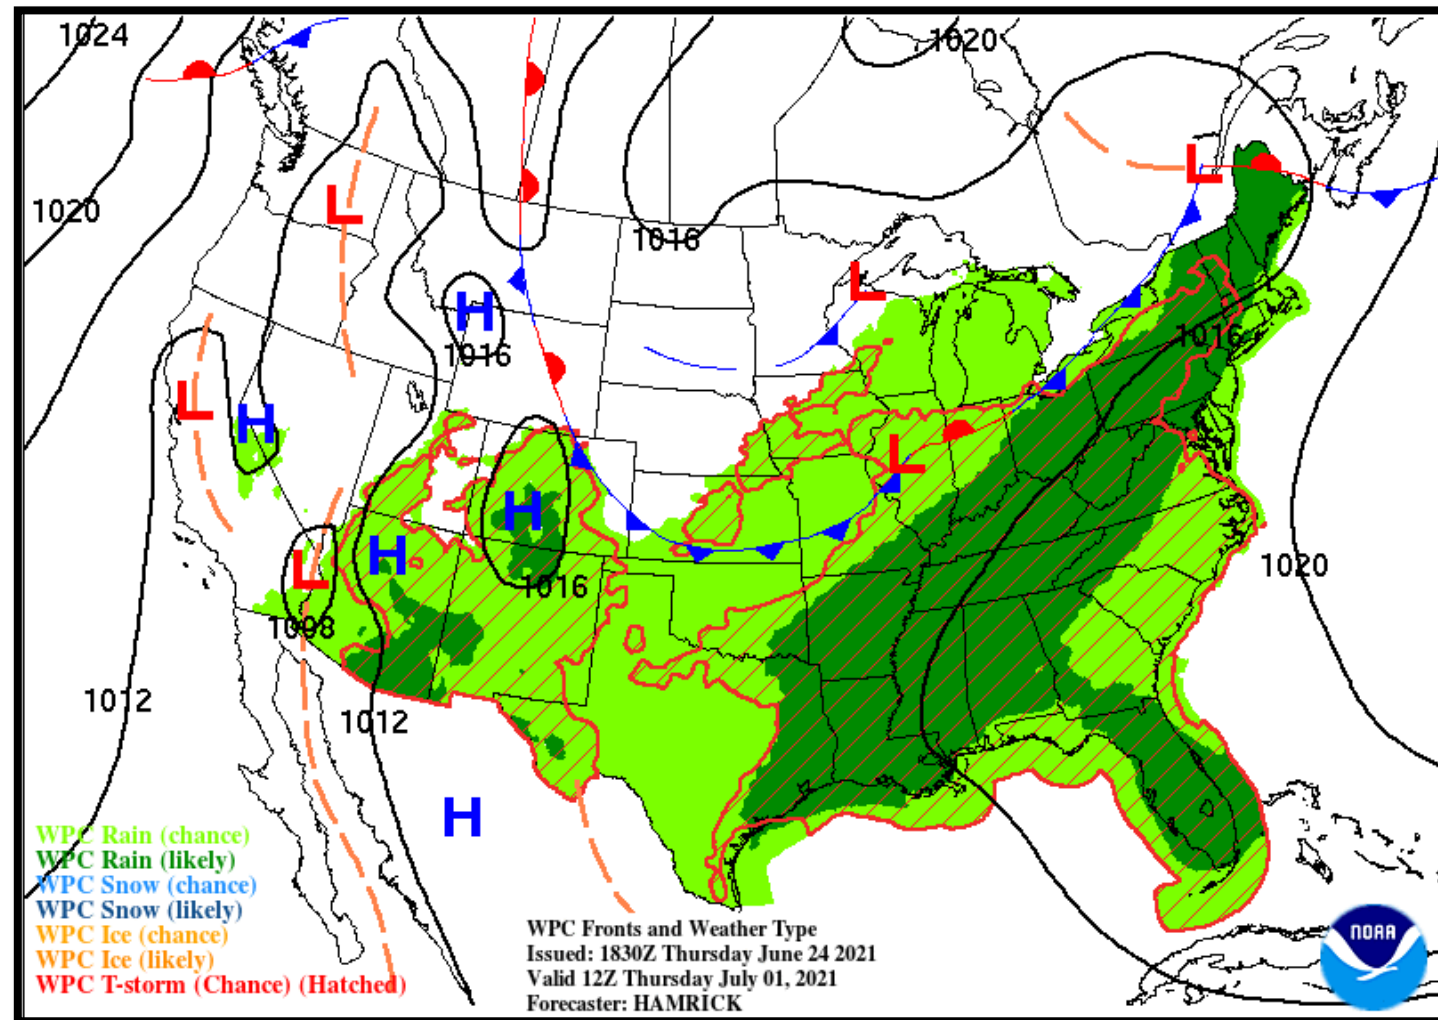 1024
1020
L
H
1020
L
1016
L
L
H
1016
1016
L
H
L
H
H
1016
1020
L
1008
1012
1012
H
WPC Rain (chance)
WPC Rain (likely)
WPC Snow (chance)
WPC Snow (likely)
WPC Ice (chance)
WPC Ice (likely)
WPC T-storm (Chance) (Hatched)
WPC Fronts and Weather Type
Issued: 1830Z Thursday June 24 2021
Valid 12Z Thursday July 01, 2021
Forecaster: HAMRICK
NOAA